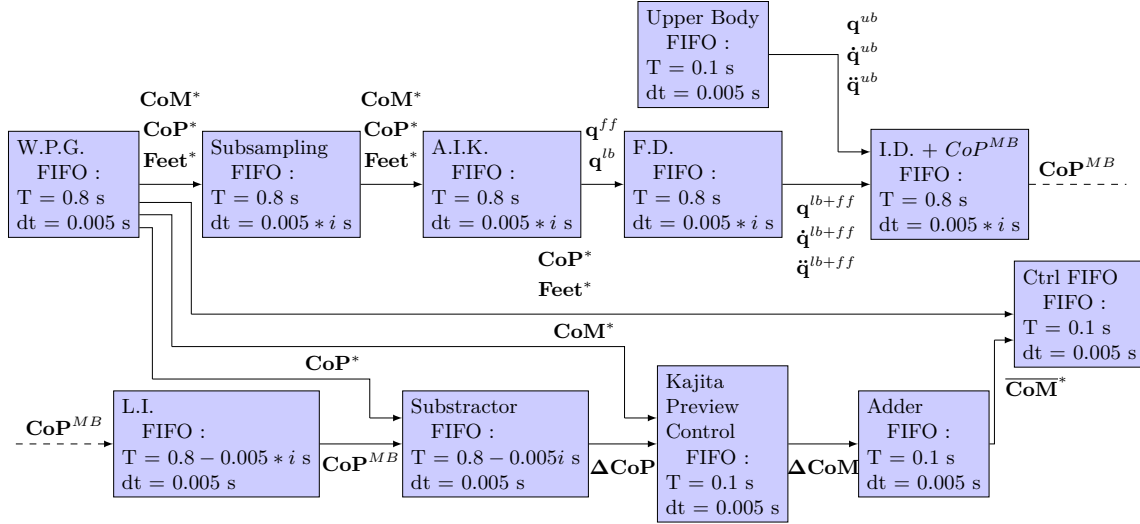 Upper Body
FIFO :
T = 0.1 s
dt = 0.005 s
q^{ub}
q̇^{ub}
q̈^{ub}
CoM*
CoP*
Feet*
CoM*
CoP*
Feet*
q^{ff}
q^{lb}
W.P.G.
FIFO :
T = 0.8 s
dt = 0.005 s
Subsampling
FIFO :
T = 0.8 s
dt = 0.005 ∗ i s
A.I.K.
FIFO :
T = 0.8 s
dt = 0.005 ∗ i s
F.D.
FIFO :
T = 0.8 s
dt = 0.005 ∗ i s
q^{lb+ff}
q̇^{lb+ff}
q̈^{lb+ff}
I.D. + CoP^{MB}
FIFO :
T = 0.8 s
dt = 0.005 ∗ i s
CoP^{MB}
CoP*
Feet*
Ctrl FIFO
FIFO :
T = 0.1 s
dt = 0.005 s
CoM*
CoP*
CoP^{MB}
L.I.
FIFO :
T = 0.8 − 0.005 ∗ i s
dt = 0.005 s
CoP^{MB}
Substractor
FIFO :
T = 0.8 − 0.005i s
dt = 0.005 s
ΔCoP
Kajita
Preview
Control
FIFO :
T = 0.1 s
dt = 0.005 s
ΔCoM
Adder
FIFO :
T = 0.1 s
dt = 0.005 s
C̅o̅M̅*